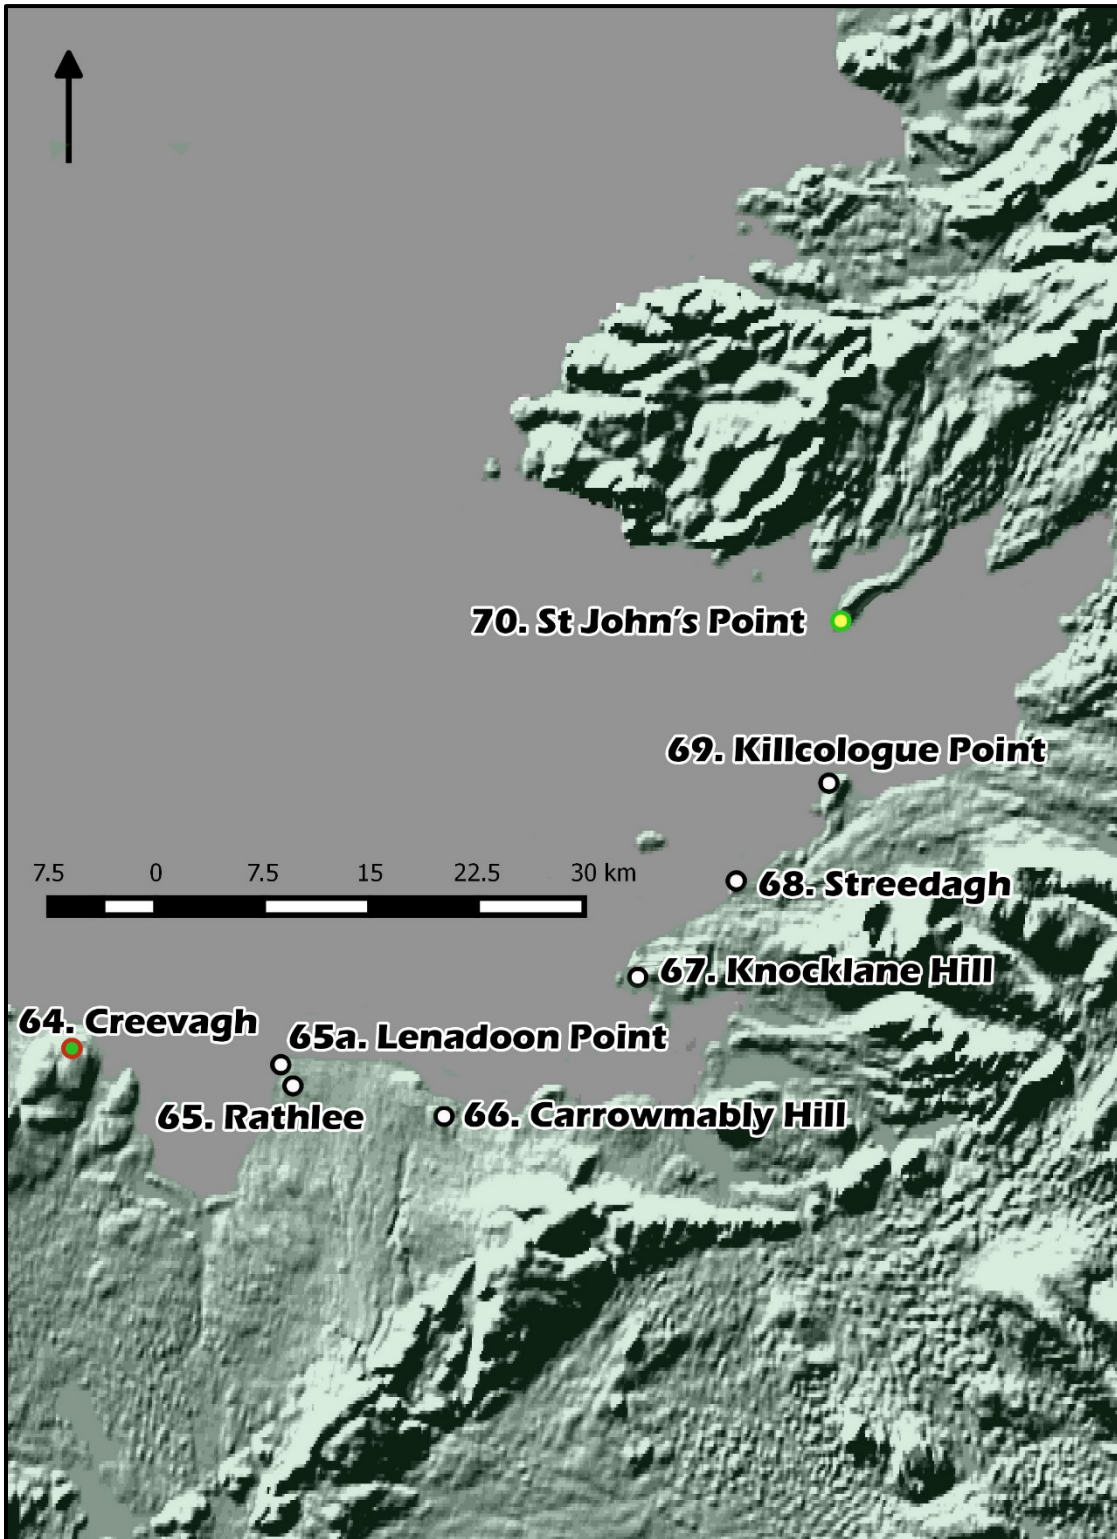 70. St John's Point
69. Killcologue Point
7.5 0 7.5 15 22.5 30 km
68. Streedagh
67. Knocklane Hill
64. Creevagh
65a. Lenadoon Point
65. Rathlee
66. Carrowmably Hill